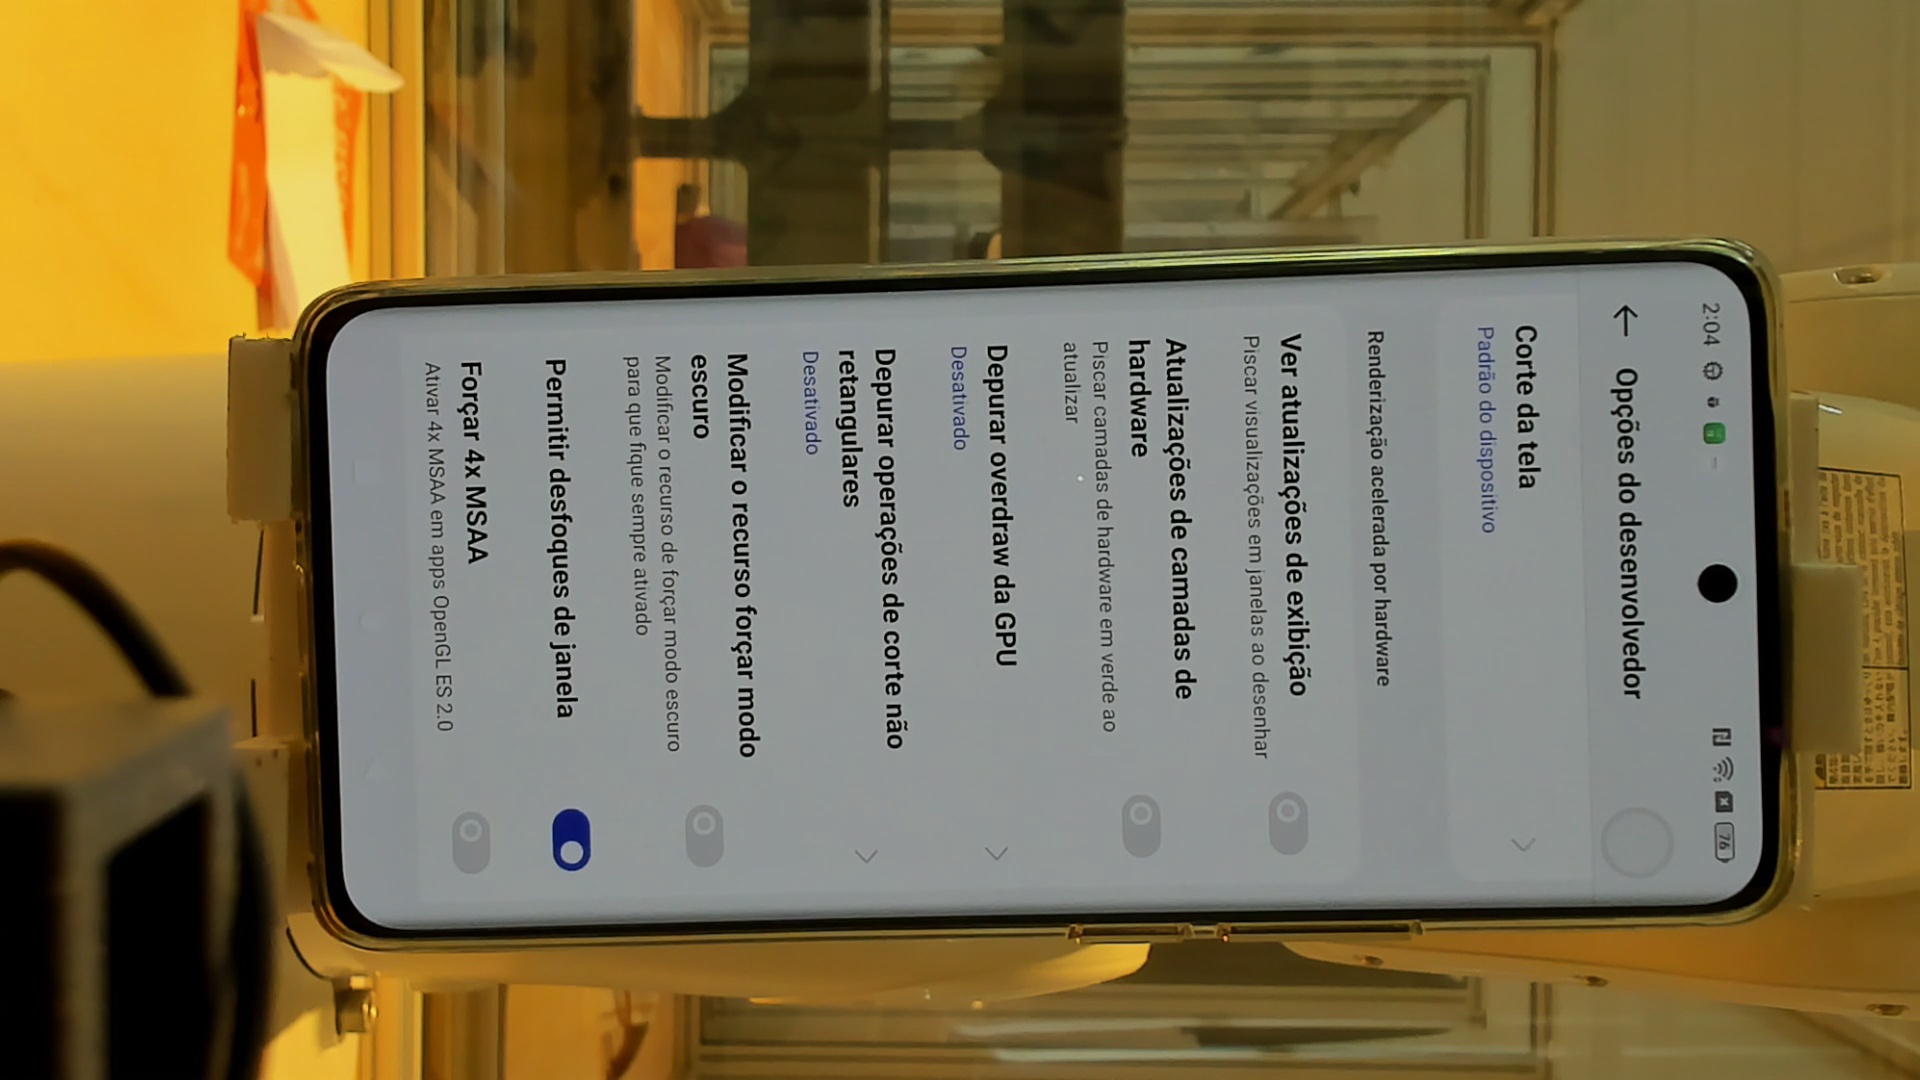 2:04
76
Opções do desenvolvedor
Corte da tela
Padrão do dispositivo
Renderização acelerada por hardware
Ver atualizações de exibição
Piscar visualizações em janelas ao desenhar
Atualizações de camadas de
hardware
Piscar camadas de hardware em verde ao
atualizar
Depurar overdraw da GPU
Desativado
Depurar operações de corte não
retangulares
Desativado
Modificar o recurso forçar modo
escuro
Modificar o recurso de forçar modo escuro
para que fique sempre ativado
Permitir desfoques de janela
Forçar 4x MSAA
Ativar 4x MSAA em apps OpenGL ES 2.0